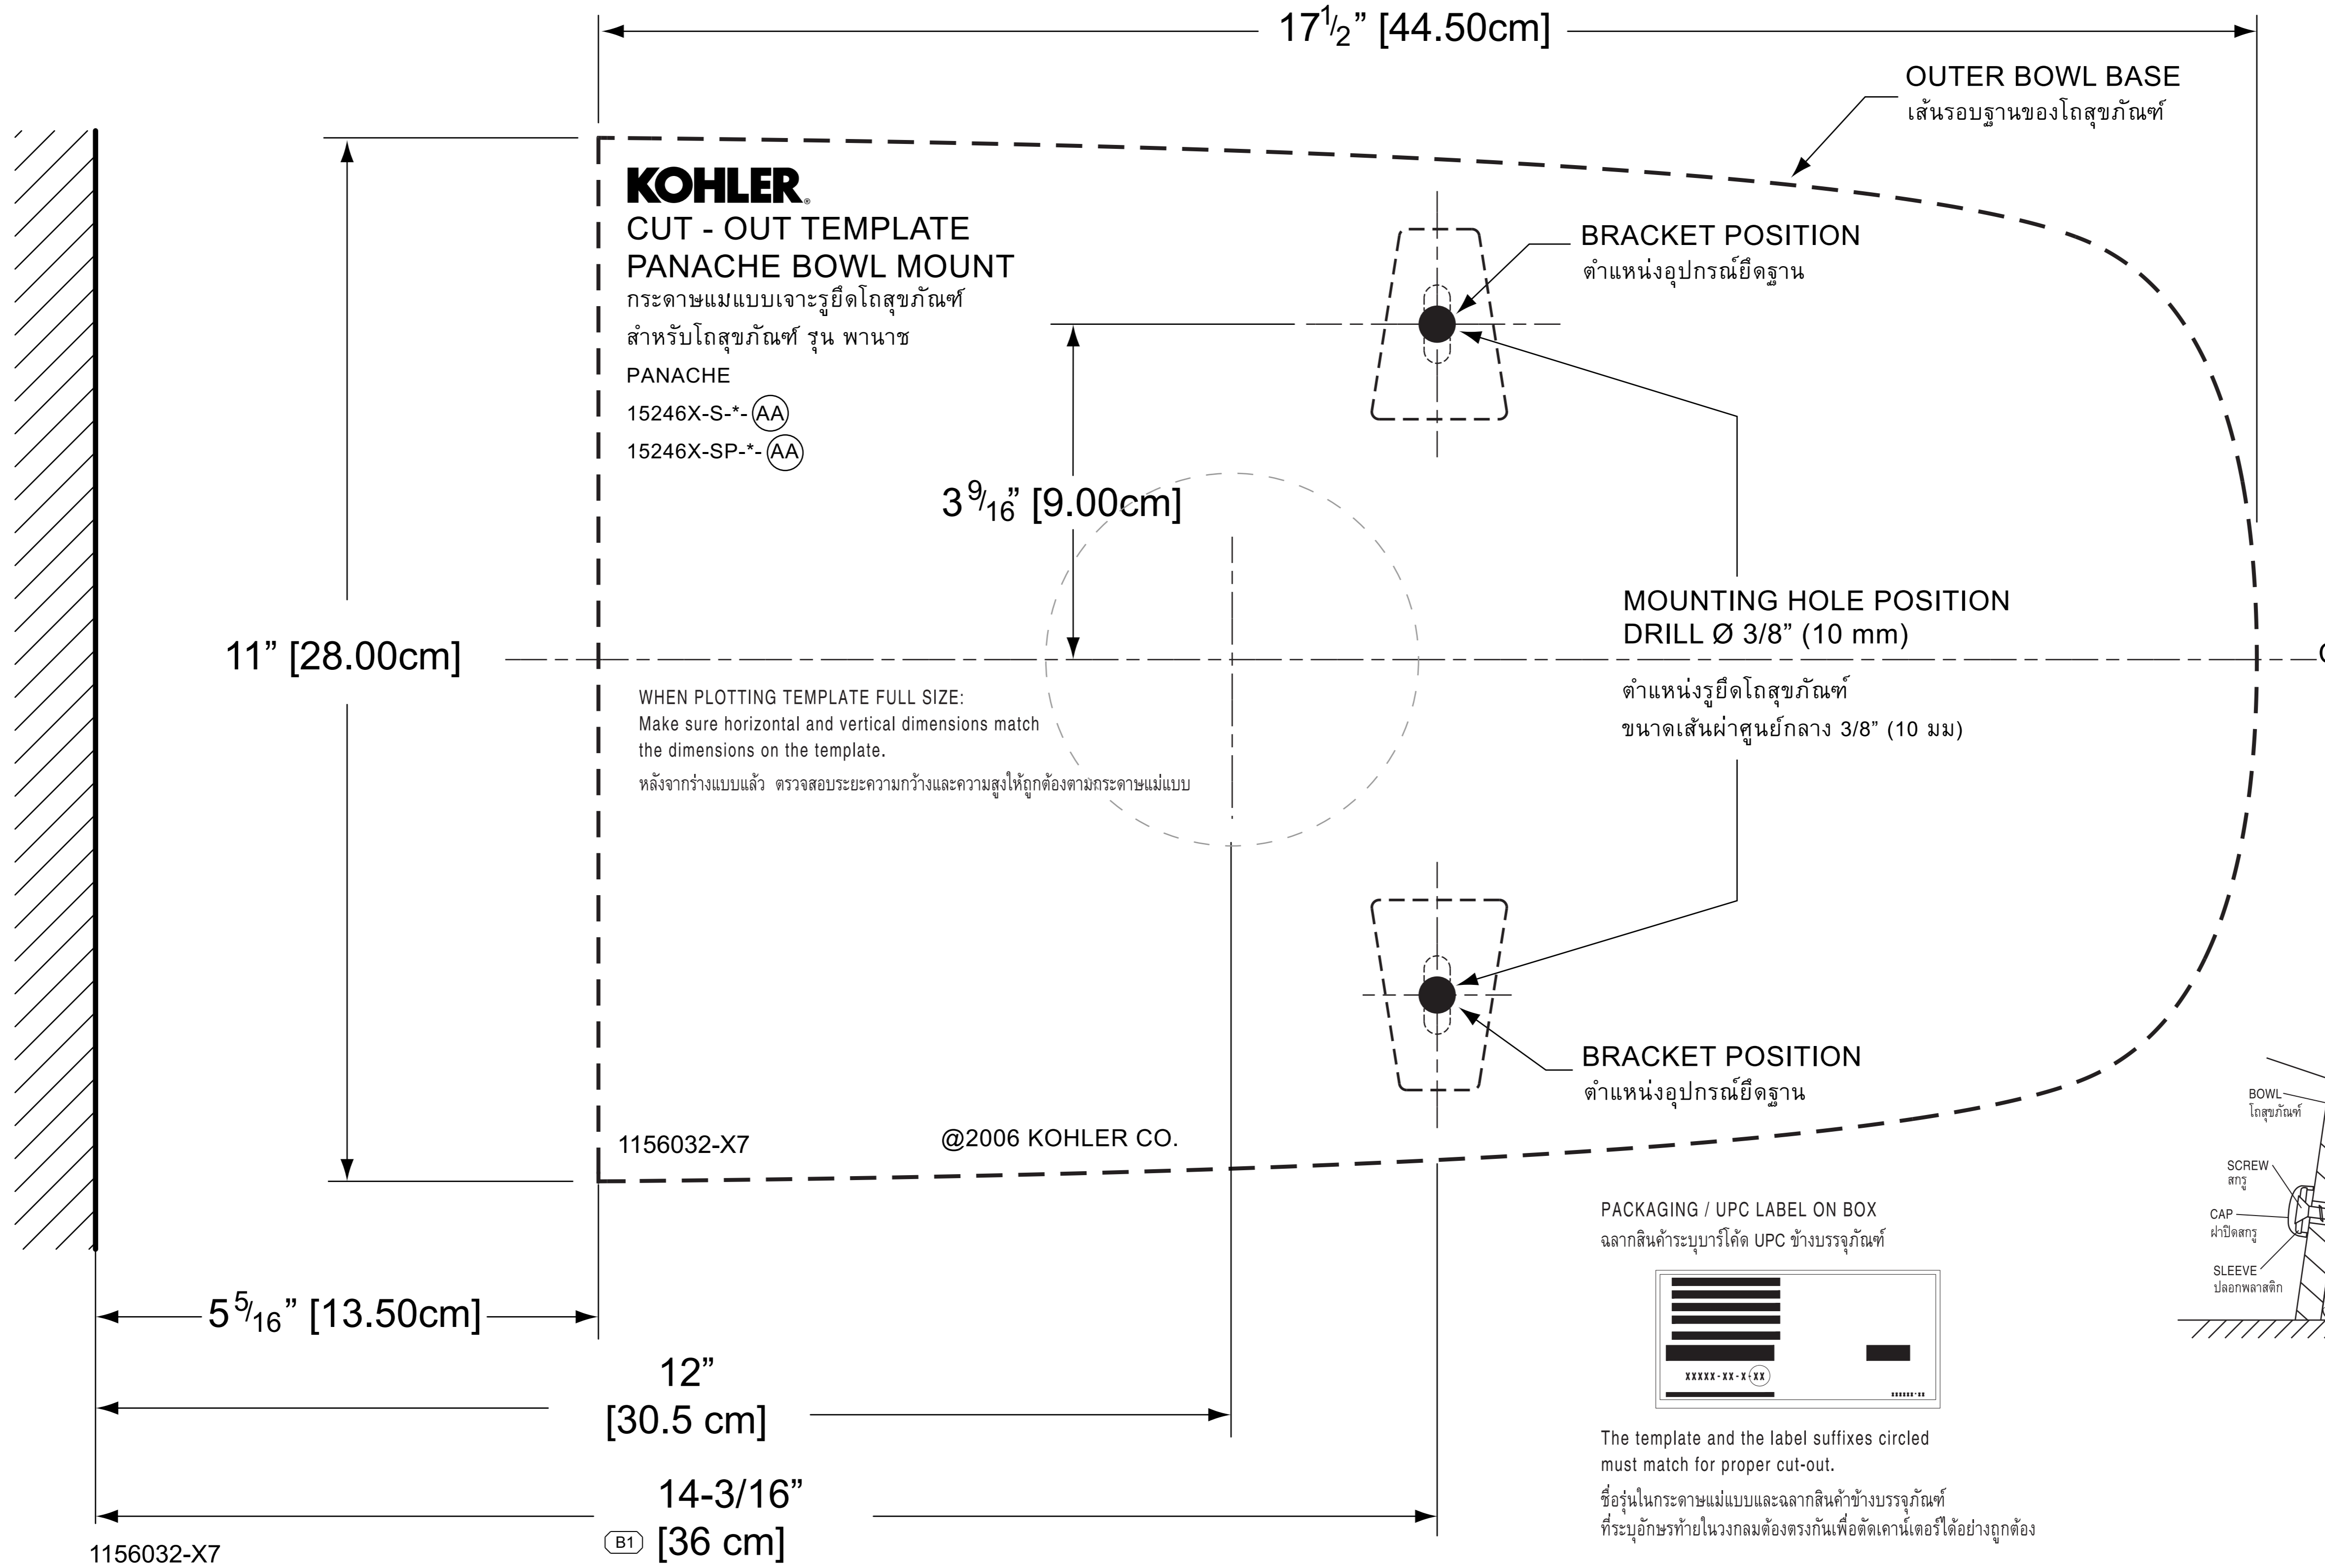 17 1/2” [44.50cm]
OUTER BOWL BASE
เส้นรอบฐานของโถสุขภัณฑ์
KOHLER®
CUT - OUT TEMPLATE
PANACHE BOWL MOUNT
กระดาษแม่แบบเจาะรูยึดโถสุขภัณฑ์
สำหรับโถสุขภัณฑ์ รุ่น พานาช
PANACHE
15246X-S-*- AA
15246X-SP-*- AA
BRACKET POSITION
ตำแหน่งอุปกรณ์ยึดฐาน
3 9/16” [9.00cm]
11” [28.00cm]
MOUNTING HOLE POSITION
DRILL Ø 3/8” (10 mm)
ตำแหน่งรูยึดโถสุขภัณฑ์
ขนาดเส้นผ่าศูนย์กลาง 3/8” (10 มม)
WHEN PLOTTING TEMPLATE FULL SIZE:
Make sure horizontal and vertical dimensions match
the dimensions on the template.
หลังจากร่างแบบแล้ว ตรวจสอบระยะความกว้างและความสูงให้ถูกต้องตามกระดาษแม่แบบ
BRACKET POSITION
ตำแหน่งอุปกรณ์ยึดฐาน
1156032-X7
@2006 KOHLER CO.
BOWL
โถสุขภัณฑ์
SCREW
สกรู
CAP
ฝาปิดสกรู
SLEEVE
ปลอกพลาสติก
PACKAGING / UPC LABEL ON BOX
ฉลากสินค้าระบุบาร์โค้ด UPC ข้างบรรจุภัณฑ์
XXXXX-XX-X-XX
5 5/16” [13.50cm]
12”
[30.5 cm]
14-3/16”
B1 [36 cm]
The template and the label suffixes circled
must match for proper cut-out.
ชื่อรุ่นในกระดาษแม่แบบและฉลากสินค้าข้างบรรจุภัณฑ์
ที่ระบุอักษรท้ายในวงกลมต้องตรงกันเพื่อตัดเคาน์เตอร์ได้อย่างถูกต้อง
1156032-X7